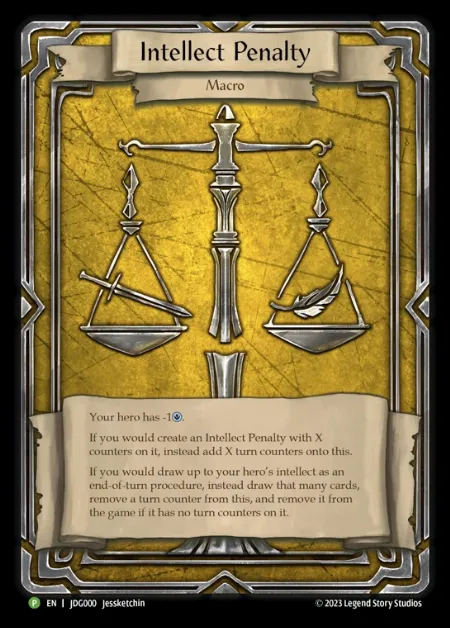 Intellect Penalty
Macro
Your hero has -1.
If you would create an Intellect Penalty with X
counters on it, instead add X turn counters onto this.
If you would draw up to your hero's intellect as an
end-of-turn procedure, instead draw that many cards,
remove a turn counter from this, and remove it from
the game if it has no turn counters on it.
P EN | JDG000 Jessketchin
© 2023 Legend Story Studios